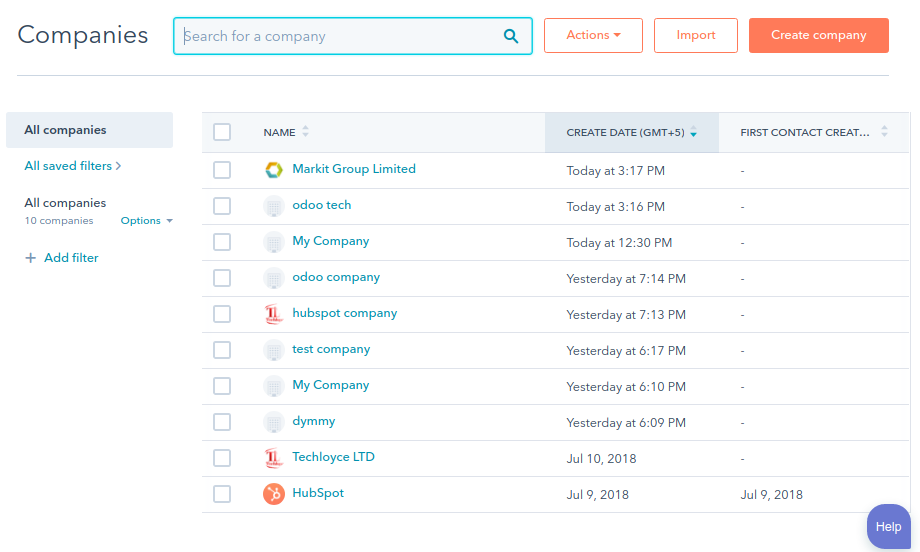 Companies
Search for a company
Actions
Import
Create company
All companies
All saved filters
All companies
10 companies Options
Add filter
NAME CREATE DATE (GMT+5) FIRST CONTACT CREAT...
Markit Group Limited Today at 3:17 PM -
odoo tech Today at 3:16 PM -
My Company Today at 12:30 PM -
odoo company Yesterday at 7:14 PM -
hubspot company Yesterday at 7:13 PM -
test company Yesterday at 6:17 PM -
My Company Yesterday at 6:10 PM -
dymmy Yesterday at 6:09 PM -
Techloyce LTD Jul 10, 2018 -
HubSpot Jul 9, 2018 Jul 9, 2018
Help